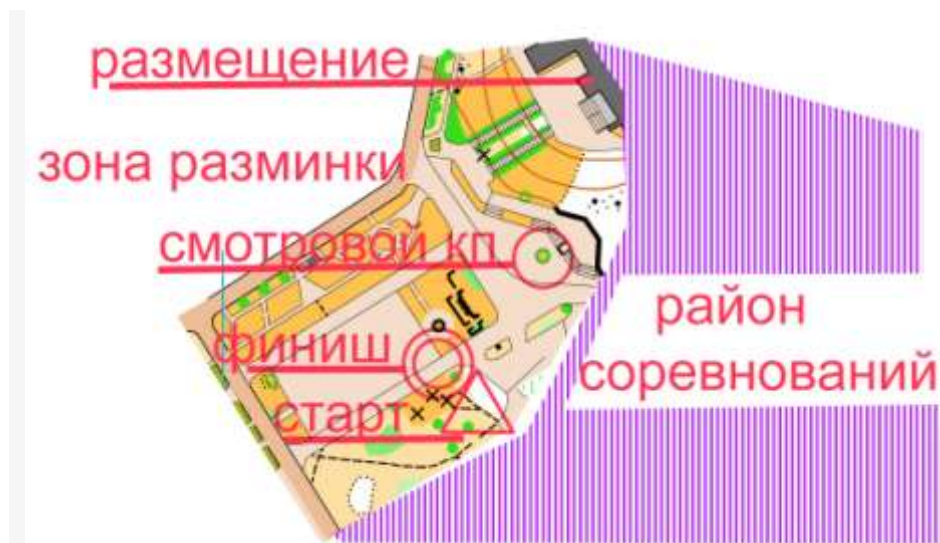 размещение
зона разминки
смотровой кп
финиш
старт
район
соревнований